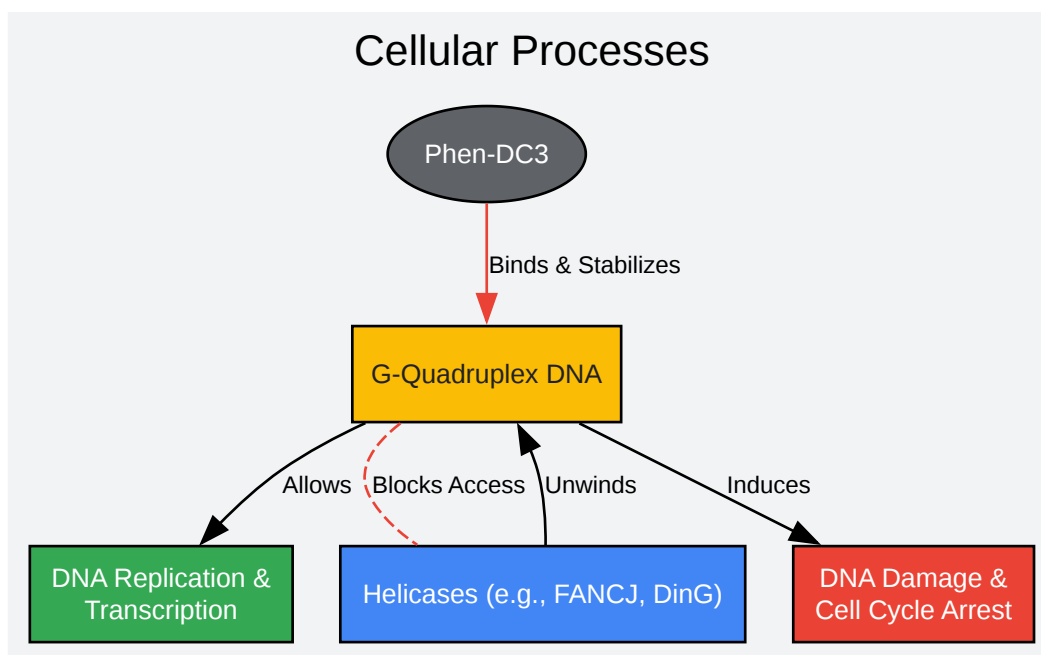 Cellular Processes
Phen-DC3
Binds & Stabilizes
G-Quadruplex DNA
Allows
Blocks Access
Unwinds
Induces
DNA Replication &
Transcription
Helicases (e.g., FANCJ, DinG)
DNA Damage &
Cell Cycle Arrest